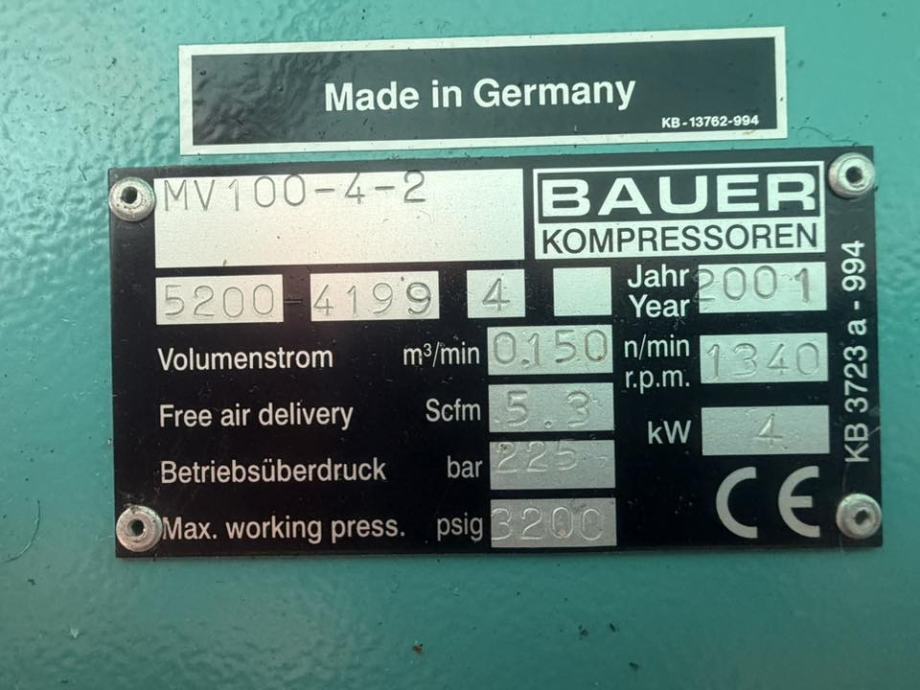 Made in Germany
KB-13762-994
MV100-4-2
BAUER
KOMPRESSOREN
5200-4199 4
Jahr
Year 2001
Volumenstrom m³/min 0.150
n/min
r.p.m. 1340
Free air delivery Scfm 5.3
kW 4
Betriebsüberdruck bar 225
Max. working press. psig 3200
CE
KB 3723 a - 994